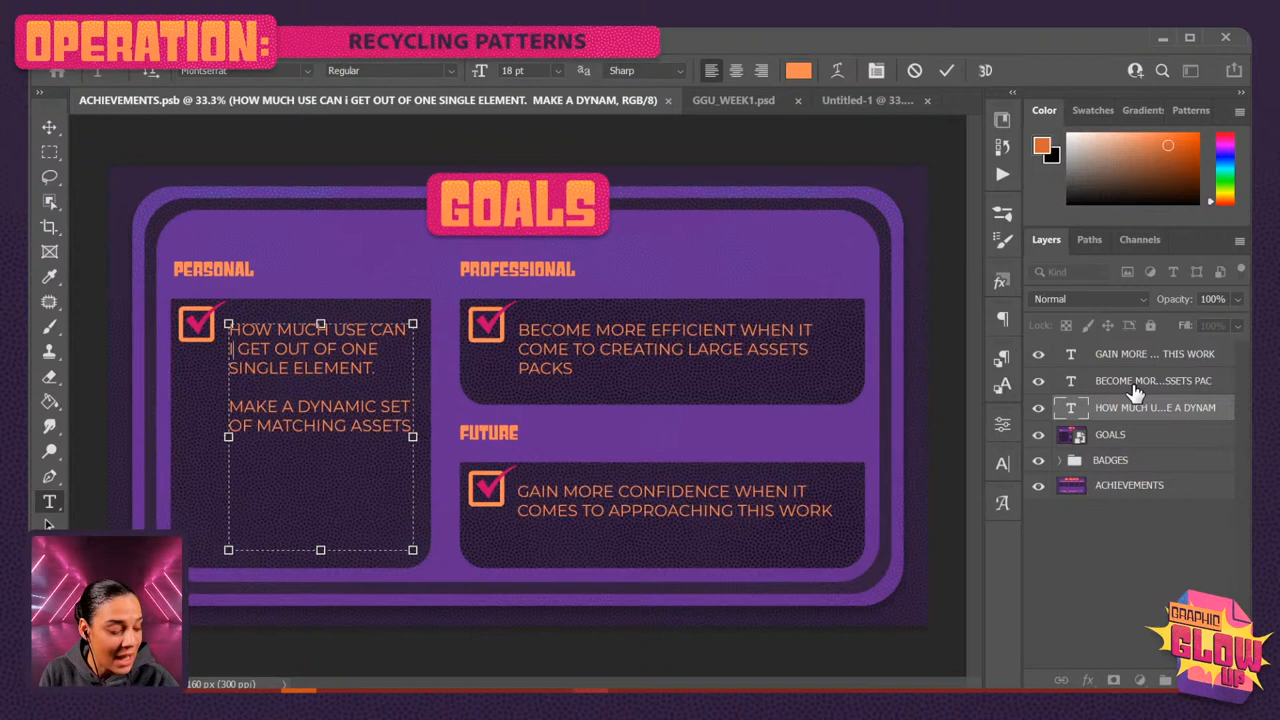 OPERATION:
RECYCLING PATTERNS
Montserrat
Regular
18 pt
Sharp
3D
ACHIEVEMENTS.psb @ 33.3% (HOW MUCH USE CAN i GET OUT OF ONE SINGLE ELEMENT.  MAKE A DYNAM, RGB/8)
GGU_WEEK1.psd
Untitled-1 @ 33....
GOALS
PERSONAL
HOW MUCH USE CAN
I GET OUT OF ONE
SINGLE ELEMENT.
MAKE A DYNAMIC SET
OF MATCHING ASSETS
PROFESSIONAL
BECOME MORE EFFICIENT WHEN IT
COME TO CREATING LARGE ASSETS
PACKS
FUTURE
GAIN MORE CONFIDENCE WHEN IT
COMES TO APPROACHING THIS WORK
160 px (300 ppi)
Color
Swatches
Gradients
Patterns
Layers
Paths
Channels
Kind
Normal
Opacity: 100%
Lock:
Fill: 100%
GAIN MORE ... THIS WORK
BECOME MOR...SSETS PAC
HOW MUCH U...E A DYNAM
GOALS
BADGES
ACHIEVEMENTS
GRAPHIC
GLOW
UP